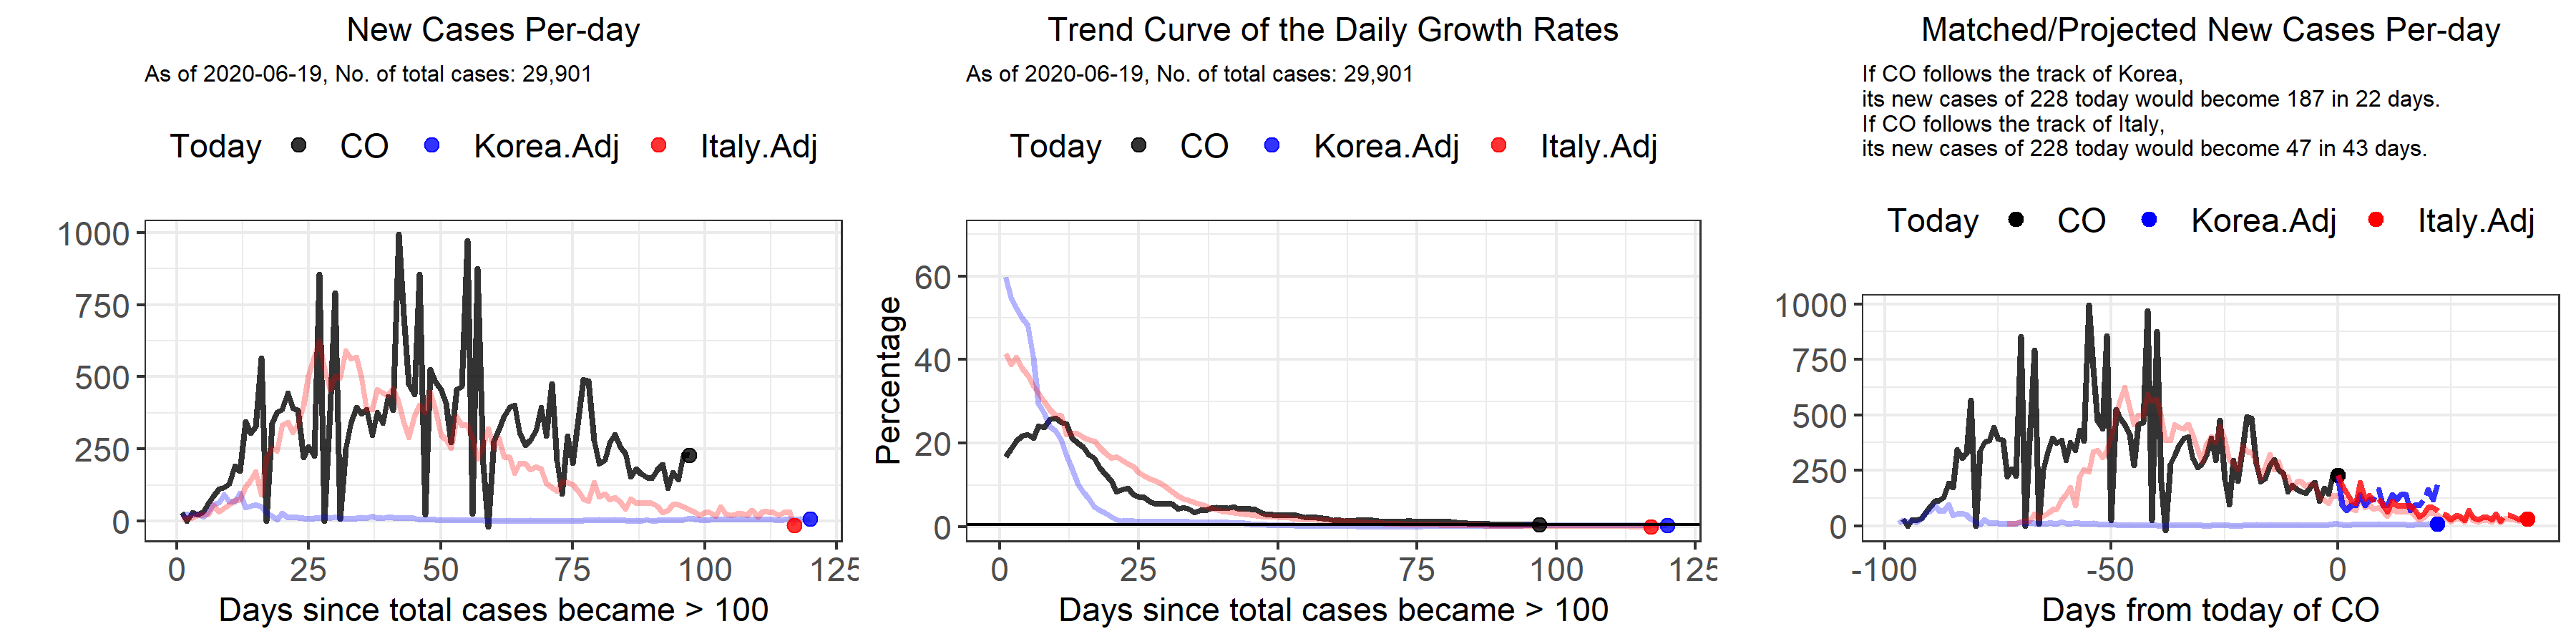 New Cases Per-day
As of 2020-06-19, No. of total cases: 29,901
Today CO Korea.Adj Italy.Adj
1000
750
500
250
0
0 25 50 75 100 125
Days since total cases became > 100
Trend Curve of the Daily Growth Rates
As of 2020-06-19, No. of total cases: 29,901
Today CO Korea.Adj Italy.Adj
Percentage
60
40
20
0
0 25 50 75 100 125
Days since total cases became > 100
Matched/Projected New Cases Per-day
If CO follows the track of Korea,
its new cases of 228 today would become 187 in 22 days.
If CO follows the track of Italy,
its new cases of 228 today would become 47 in 43 days.
Today CO Korea.Adj Italy.Adj
1000
750
500
250
0
-100 -50 0
Days from today of CO